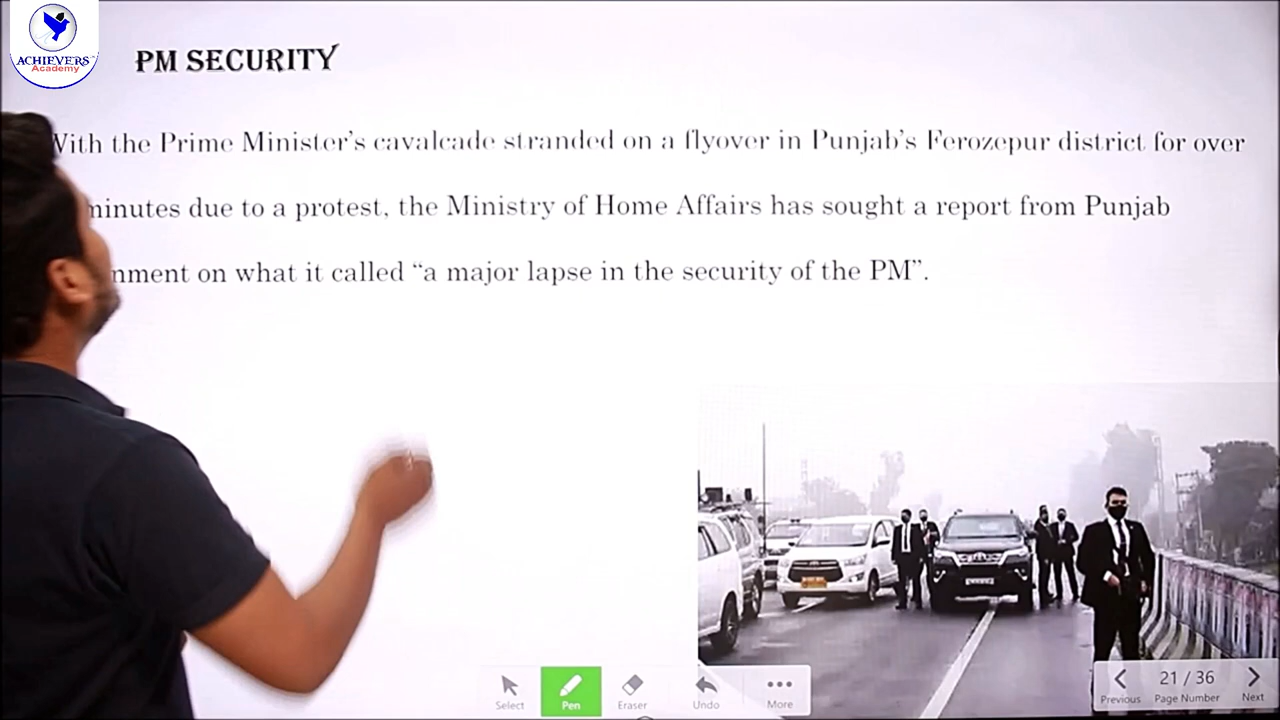 ACHIEVERS
Academy
PM SECURITY
With the Prime Minister's cavalcade stranded on a flyover in Punjab's Ferozepur district for over
minutes due to a protest, the Ministry of Home Affairs has sought a report from Punjab
on what it called “a major lapse in the security of the PM”.
Select
Pen
Eraser
Undo
More
Previous
21 / 36
Page Number
Next